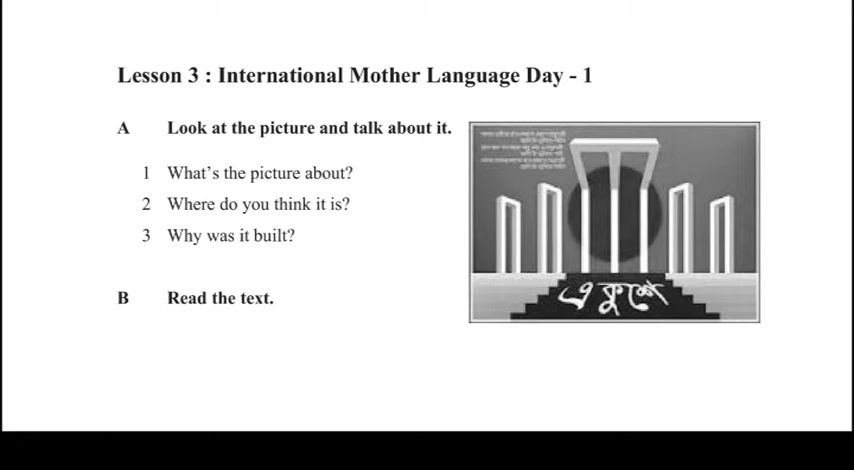 Lesson 3 : International Mother Language Day - 1
A Look at the picture and talk about it.
1 What's the picture about?
2 Where do you think it is?
3 Why was it built?
B Read the text.
একুশে